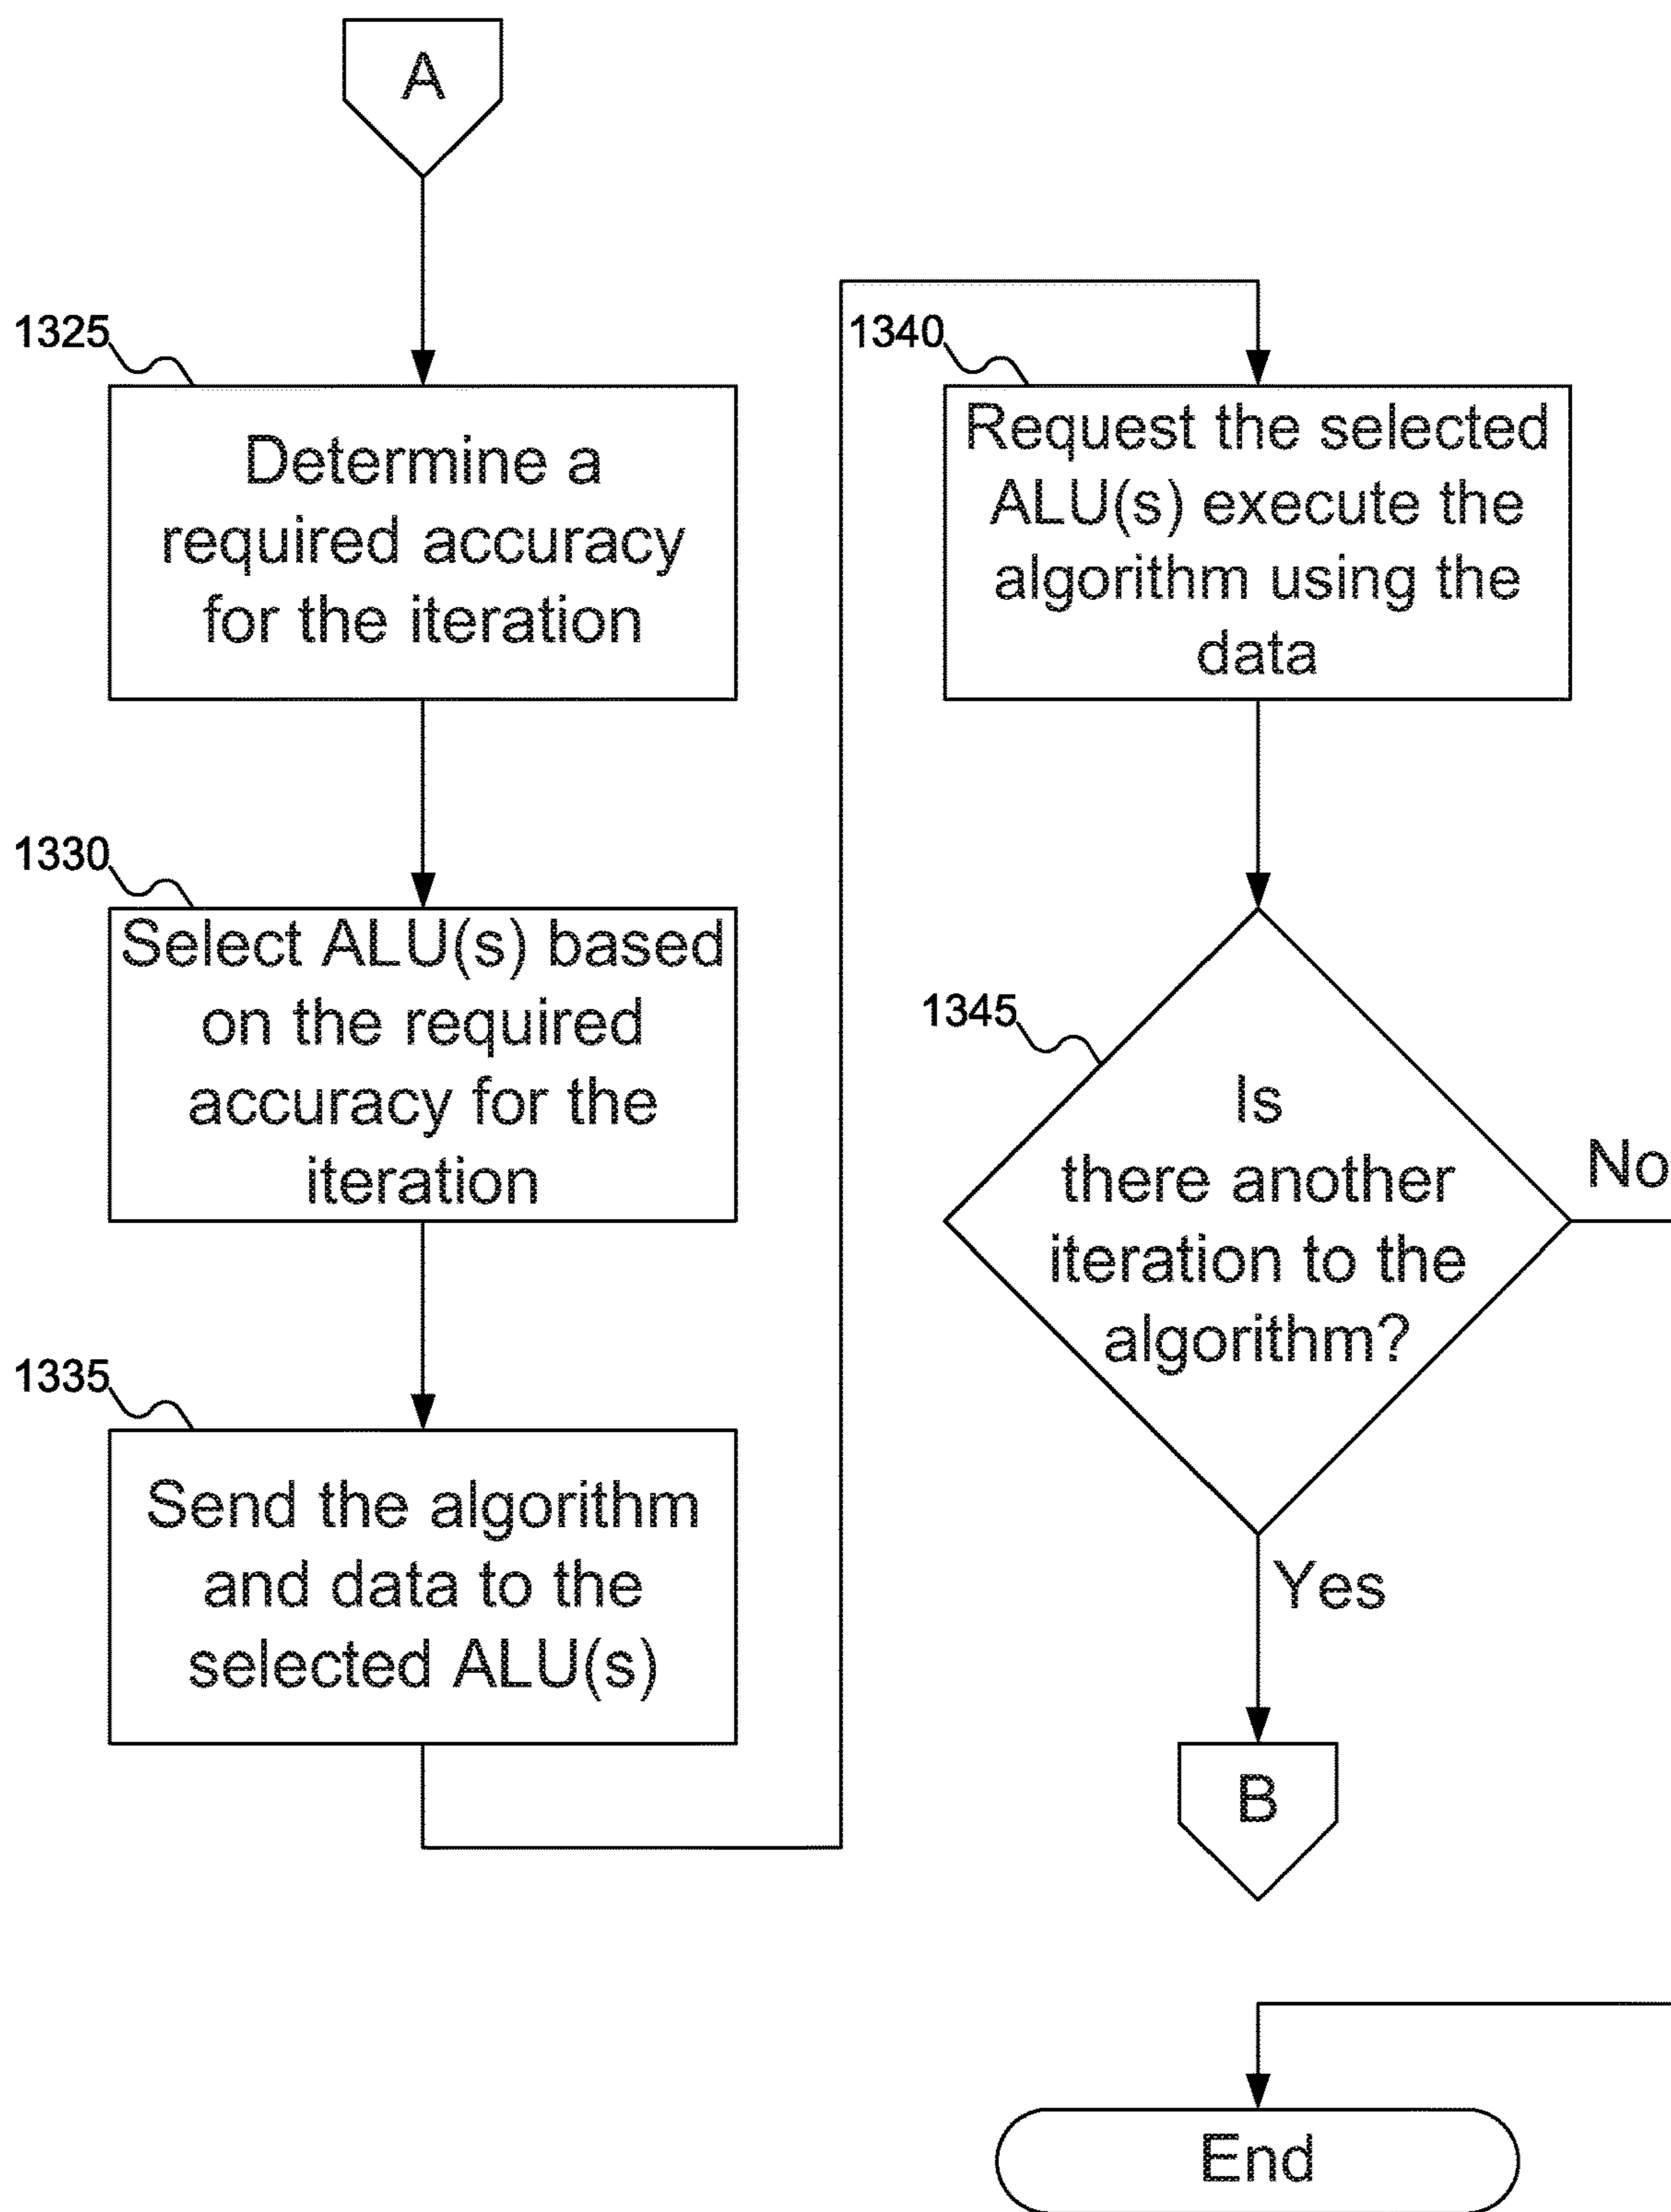 A
1325
Determine a
required accuracy
for the iteration
1330
Select ALU(s) based
on the required
accuracy for the
iteration
1335
Send the algorithm
and data to the
selected ALU(s)
1340
Request the selected
ALU(s) execute the
algorithm using the
data
1345
Is
there another
iteration to the
algorithm?
No
Yes
B
End